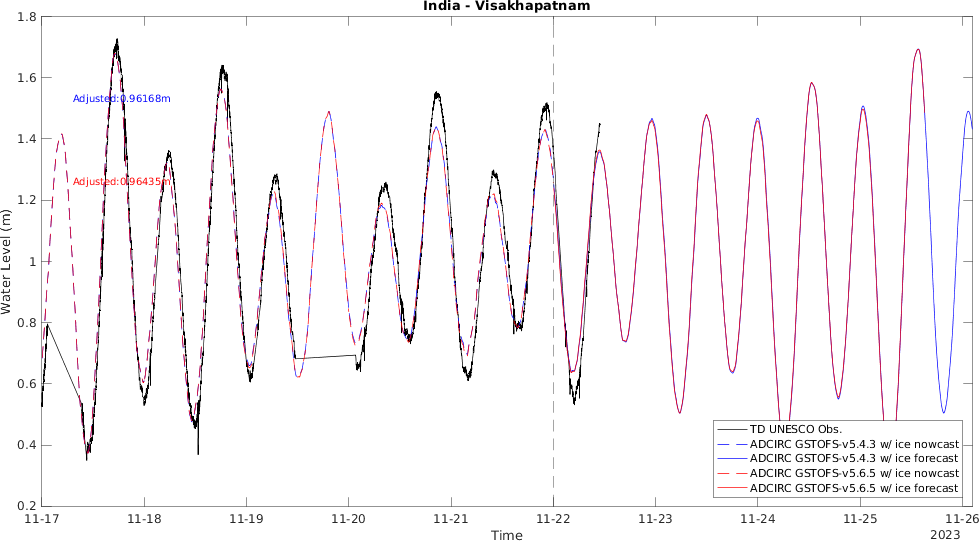 India - Visakhapatnam
1.8
1.6
1.4
1.2
1
0.8
0.6
0.4
0.2
Water Level (m)
Adjusted:0.96168m
Adjusted:0.96435m
TD UNESCO Obs.
ADCIRC GSTOFS-v5.4.3 w/ ice nowcast
ADCIRC GSTOFS-v5.4.3 w/ ice forecast
ADCIRC GSTOFS-v5.6.5 w/ ice nowcast
ADCIRC GSTOFS-v5.6.5 w/ ice forecast
11-17 11-18 11-19 11-20 11-21 11-22 11-23 11-24 11-25 11-26
Time
2023